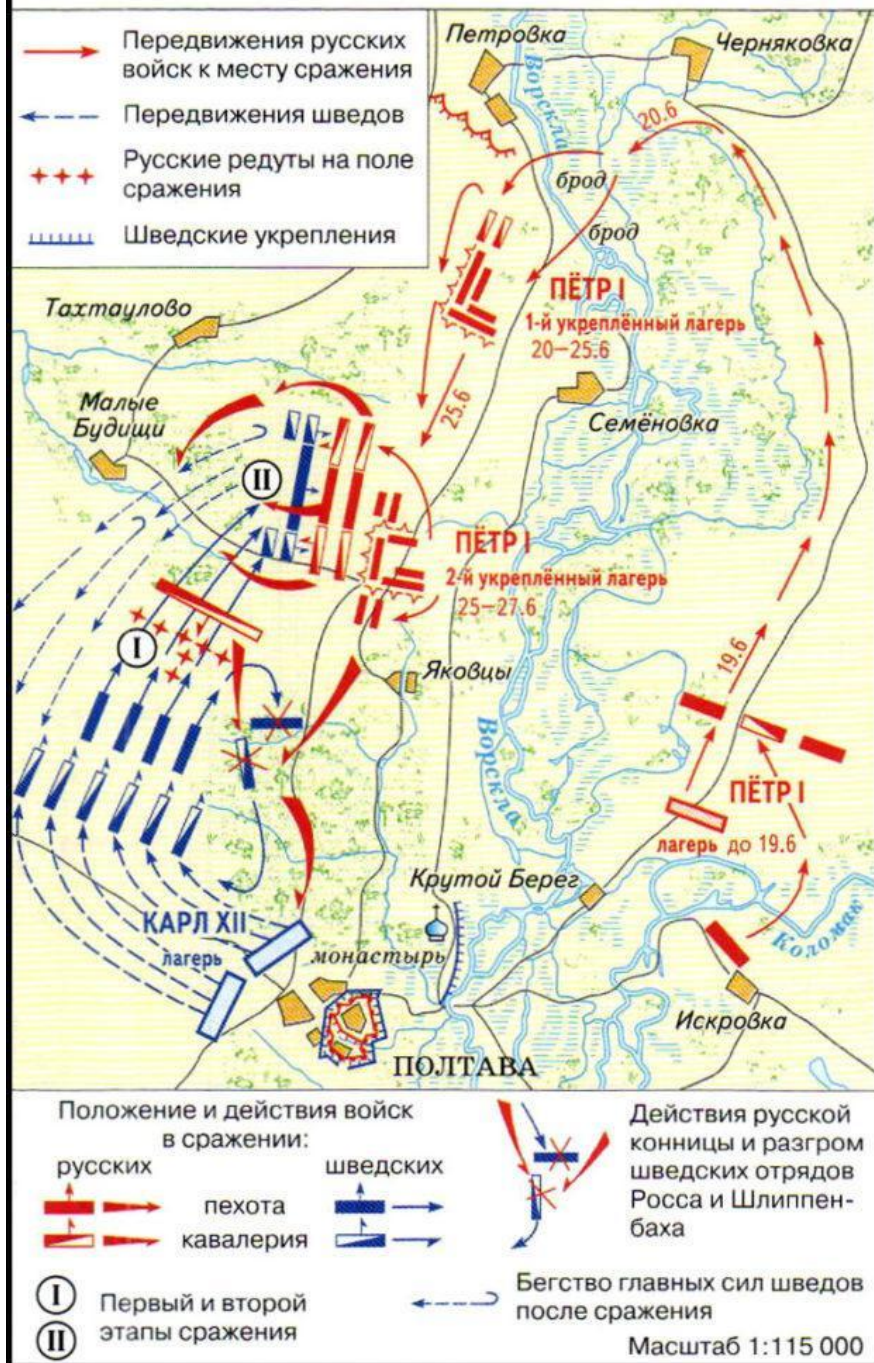 Передвижения русских
войск к месту сражения
Передвижения шведов
Русские редуты на поле
сражения
Шведские укрепления
Петровка
Черняковка
Ворскла
20.6
брод
брод
ПЁТР I
1-й укреплённый лагерь
20–25.6
Тахтаулово
25.6
Семёновка
Малые
Будищи
II
ПЁТР I
2-й укреплённый лагерь
25–27.6
I
Яковцы
19.6
Ворскла
ПЁТР I
лагерь до 19.6
Крутой Берег
КАРЛ XII
лагерь
монастырь
Коломак
Искровка
ПОЛТАВА
Положение и действия войск
в сражении:
русских
шведских
пехота
кавалерия
Действия русской
конницы и разгром
шведских отрядов
Росса и Шлиппен-
баха
I
II
Первый и второй
этапы сражения
Бегство главных сил шведов
после сражения
Масштаб 1:115 000